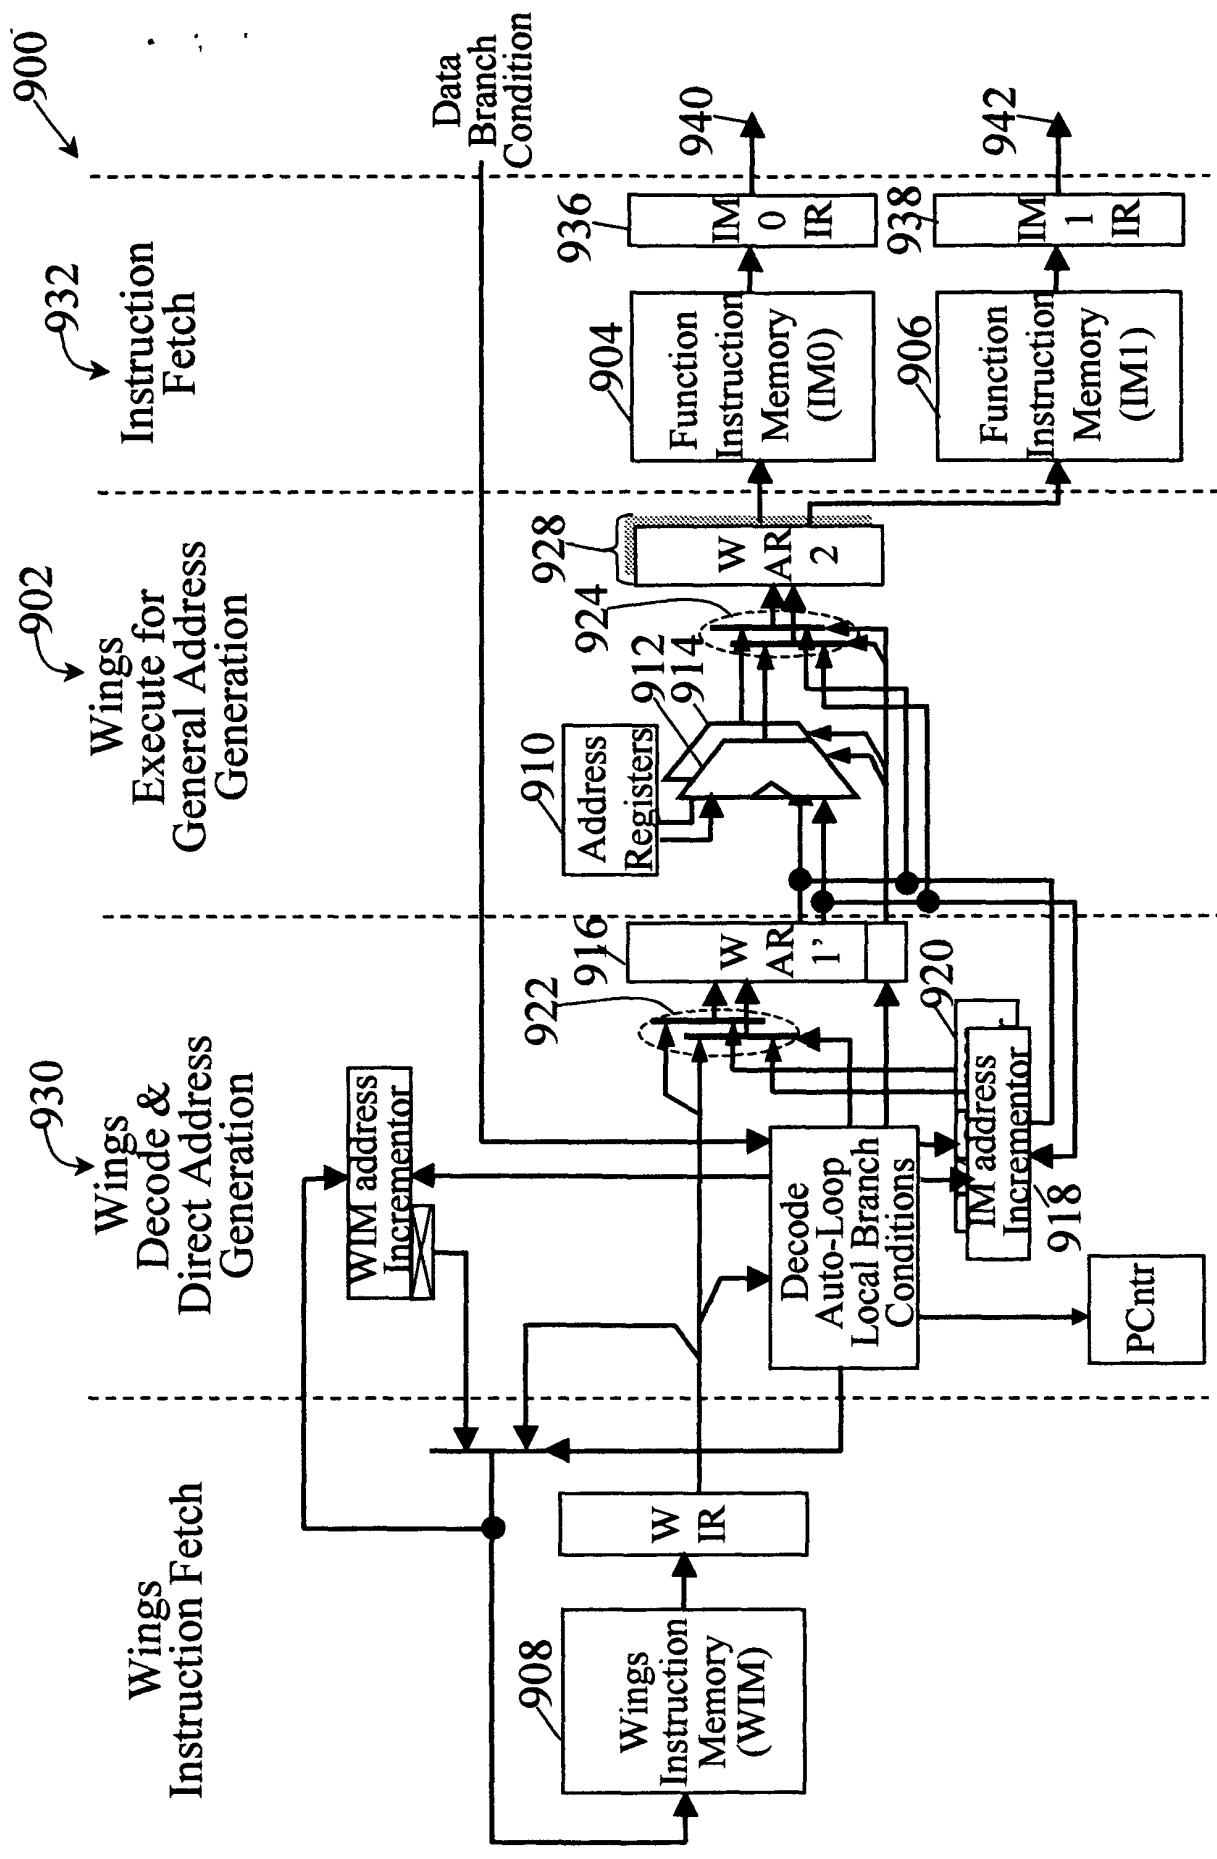 900
Wings
Instruction Fetch
930
Wings
Decode &
Direct Address
Generation
902
Wings
Execute for
General Address
Generation
932
Instruction
Fetch
Data
Branch
Condition
WIM address
Incrementor
908
Wings
Instruction
Memory
(WIM)
W
IR
Decode
Auto-Loop
Local Branch
Conditions
PCntr
922
916
W
AR
1'
920
IM address
Incrementor
918
910
Address
Registers
912
914
924
928
W
AR
2
904
Function
Instruction
Memory
(IM0)
936
IM
0
IR
940
906
Function
Instruction
Memory
(IM1)
938
IM
1
IR
942